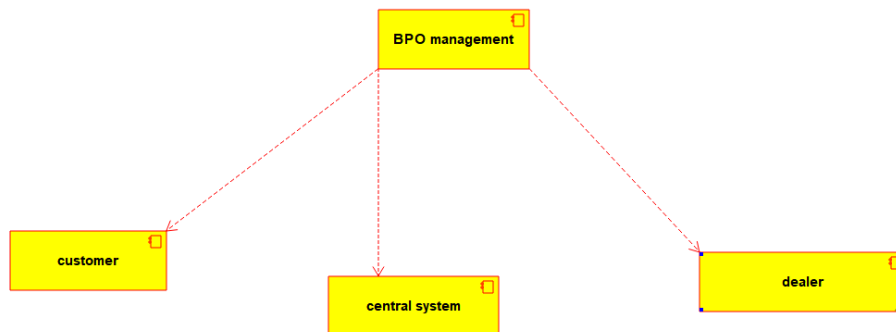 BPO management
customer
central system
dealer